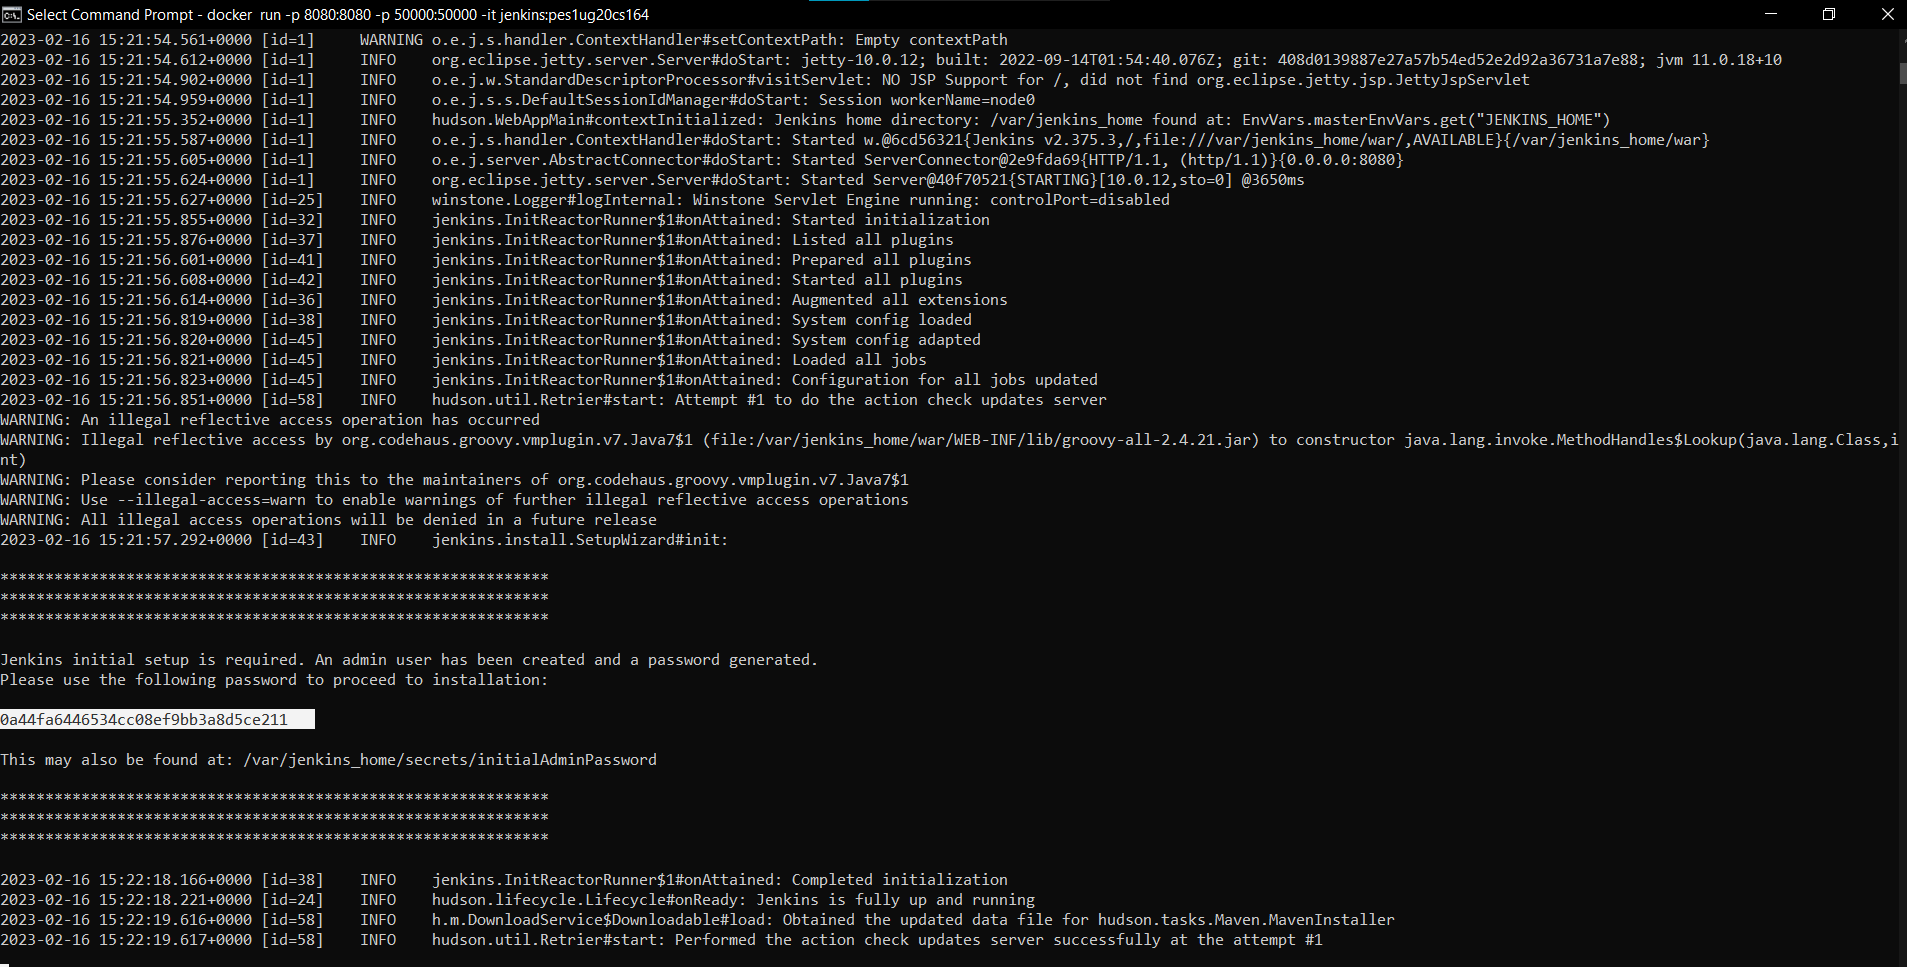 Select Command Prompt - docker  run -p 8080:8080 -p 50000:50000 -it jenkins:pes1ug20cs164
2023-02-16 15:21:54.561+0000 [id=1]     WARNING o.e.j.s.handler.ContextHandler#setContextPath: Empty contextPath
2023-02-16 15:21:54.612+0000 [id=1]     INFO    org.eclipse.jetty.server.Server#doStart: jetty-10.0.12; built: 2022-09-14T01:54:40.076Z; git: 408d0139887e27a57b54ed52e2d92a36731a7e88; jvm 11.0.18+10
2023-02-16 15:21:54.902+0000 [id=1]     INFO    o.e.j.w.StandardDescriptorProcessor#visitServlet: NO JSP Support for /, did not find org.eclipse.jetty.jsp.JettyJspServlet
2023-02-16 15:21:54.959+0000 [id=1]     INFO    o.e.j.s.s.DefaultSessionIdManager#doStart: Session workerName=node0
2023-02-16 15:21:55.352+0000 [id=1]     INFO    hudson.WebAppMain#contextInitialized: Jenkins home directory: /var/jenkins_home found at: EnvVars.masterEnvVars.get("JENKINS_HOME")
2023-02-16 15:21:55.587+0000 [id=1]     INFO    o.e.j.s.handler.ContextHandler#doStart: Started w.@6cd56321{Jenkins v2.375.3,/,file:///var/jenkins_home/war/,AVAILABLE}{/var/jenkins_home/war}
2023-02-16 15:21:55.605+0000 [id=1]     INFO    o.e.j.server.AbstractConnector#doStart: Started ServerConnector@2e9fda69{HTTP/1.1, (http/1.1)}{0.0.0.0:8080}
2023-02-16 15:21:55.624+0000 [id=1]     INFO    org.eclipse.jetty.server.Server#doStart: Started Server@40f70521{STARTING}[10.0.12,sto=0] @3650ms
2023-02-16 15:21:55.627+0000 [id=25]    INFO    winstone.Logger#logInternal: Winstone Servlet Engine running: controlPort=disabled
2023-02-16 15:21:55.855+0000 [id=32]    INFO    jenkins.InitReactorRunner$1#onAttained: Started initialization
2023-02-16 15:21:55.876+0000 [id=37]    INFO    jenkins.InitReactorRunner$1#onAttained: Listed all plugins
2023-02-16 15:21:56.601+0000 [id=41]    INFO    jenkins.InitReactorRunner$1#onAttained: Prepared all plugins
2023-02-16 15:21:56.608+0000 [id=42]    INFO    jenkins.InitReactorRunner$1#onAttained: Started all plugins
2023-02-16 15:21:56.614+0000 [id=36]    INFO    jenkins.InitReactorRunner$1#onAttained: Augmented all extensions
2023-02-16 15:21:56.819+0000 [id=38]    INFO    jenkins.InitReactorRunner$1#onAttained: System config loaded
2023-02-16 15:21:56.820+0000 [id=45]    INFO    jenkins.InitReactorRunner$1#onAttained: System config adapted
2023-02-16 15:21:56.821+0000 [id=45]    INFO    jenkins.InitReactorRunner$1#onAttained: Loaded all jobs
2023-02-16 15:21:56.823+0000 [id=45]    INFO    jenkins.InitReactorRunner$1#onAttained: Configuration for all jobs updated
2023-02-16 15:21:56.851+0000 [id=58]    INFO    hudson.util.Retrier#start: Attempt #1 to do the action check updates server
WARNING: An illegal reflective access operation has occurred
WARNING: Illegal reflective access by org.codehaus.groovy.vmplugin.v7.Java7$1 (file:/var/jenkins_home/war/WEB-INF/lib/groovy-all-2.4.21.jar) to constructor java.lang.invoke.MethodHandles$Lookup(java.lang.Class,i
nt)
WARNING: Please consider reporting this to the maintainers of org.codehaus.groovy.vmplugin.v7.Java7$1
WARNING: Use --illegal-access=warn to enable warnings of further illegal reflective access operations
WARNING: All illegal access operations will be denied in a future release
2023-02-16 15:21:57.292+0000 [id=43]    INFO    jenkins.install.SetupWizard#init:
*************************************************************
*************************************************************
*************************************************************
Jenkins initial setup is required. An admin user has been created and a password generated.
Please use the following password to proceed to installation:
0a44fa6446534cc08ef9bb3a8d5ce211
This may also be found at: /var/jenkins_home/secrets/initialAdminPassword
*************************************************************
*************************************************************
*************************************************************
2023-02-16 15:22:18.166+0000 [id=38]    INFO    jenkins.InitReactorRunner$1#onAttained: Completed initialization
2023-02-16 15:22:18.221+0000 [id=24]    INFO    hudson.lifecycle.Lifecycle#onReady: Jenkins is fully up and running
2023-02-16 15:22:19.616+0000 [id=58]    INFO    h.m.DownloadService$Downloadable#load: Obtained the updated data file for hudson.tasks.Maven.MavenInstaller
2023-02-16 15:22:19.617+0000 [id=58]    INFO    hudson.util.Retrier#start: Performed the action check updates server successfully at the attempt #1